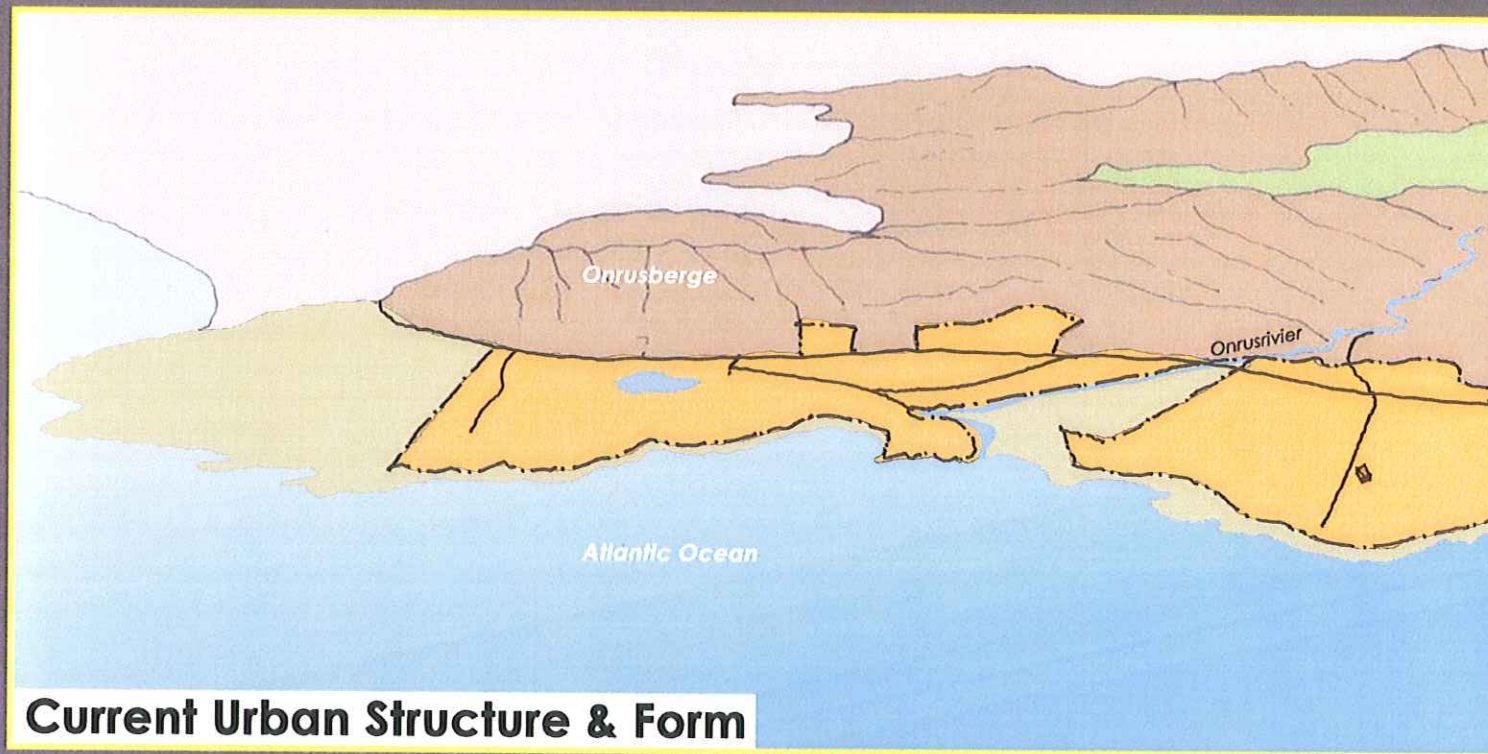 Onrusberge
Onrusrivier
Atlantic Ocean
Current Urban Structure & Form